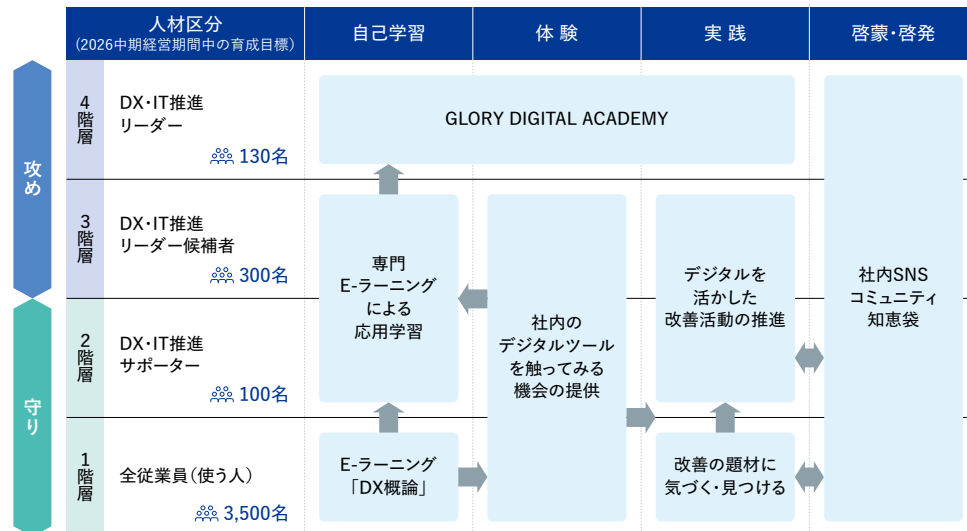 人材区分
(2026中期経営期間中の育成目標)
自己学習
体 験
実 践
啓蒙・啓発
攻め
守り
4階層
DX・IT推進
リーダー
130名
GLORY DIGITAL ACADEMY
3階層
DX・IT推進
リーダー候補者
300名
2階層
DX・IT推進
サポーター
100名
1階層
全従業員(使う人)
3,500名
専門
E-ラーニング
による
応用学習
E-ラーニング
「DX概論」
社内の
デジタルツール
を触ってみる
機会の提供
デジタルを
活かした
改善活動の推進
改善の題材に
気づく・見つける
社内SNS
コミュニティ
知恵袋